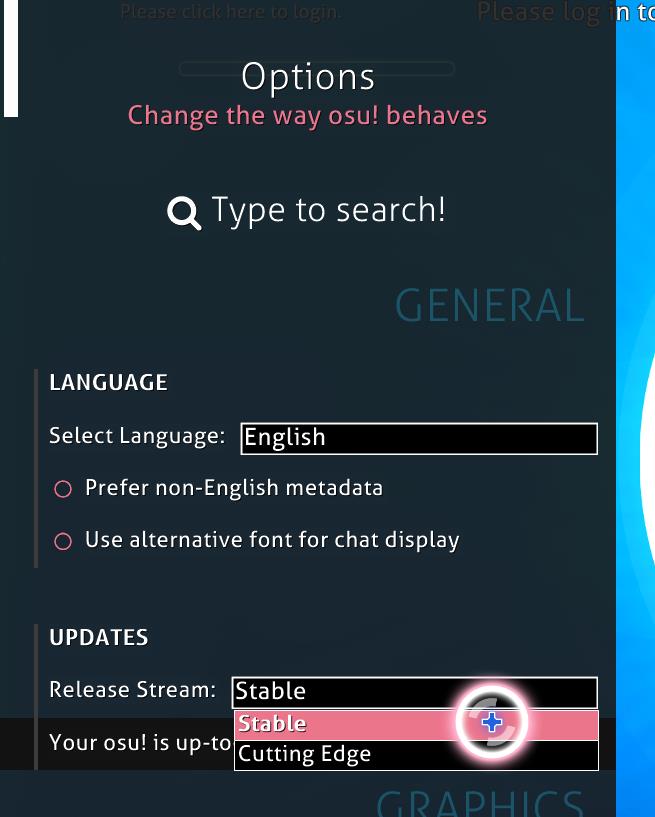 Please click here to login.
Please log in to
Options
Change the way osu! behaves
Type to search!
GENERAL
LANGUAGE
Select Language: English
Prefer non-English metadata
Use alternative font for chat display
UPDATES
Release Stream: Stable
Stable
Your osu! is up-to-
Cutting Edge
GRAPHICS